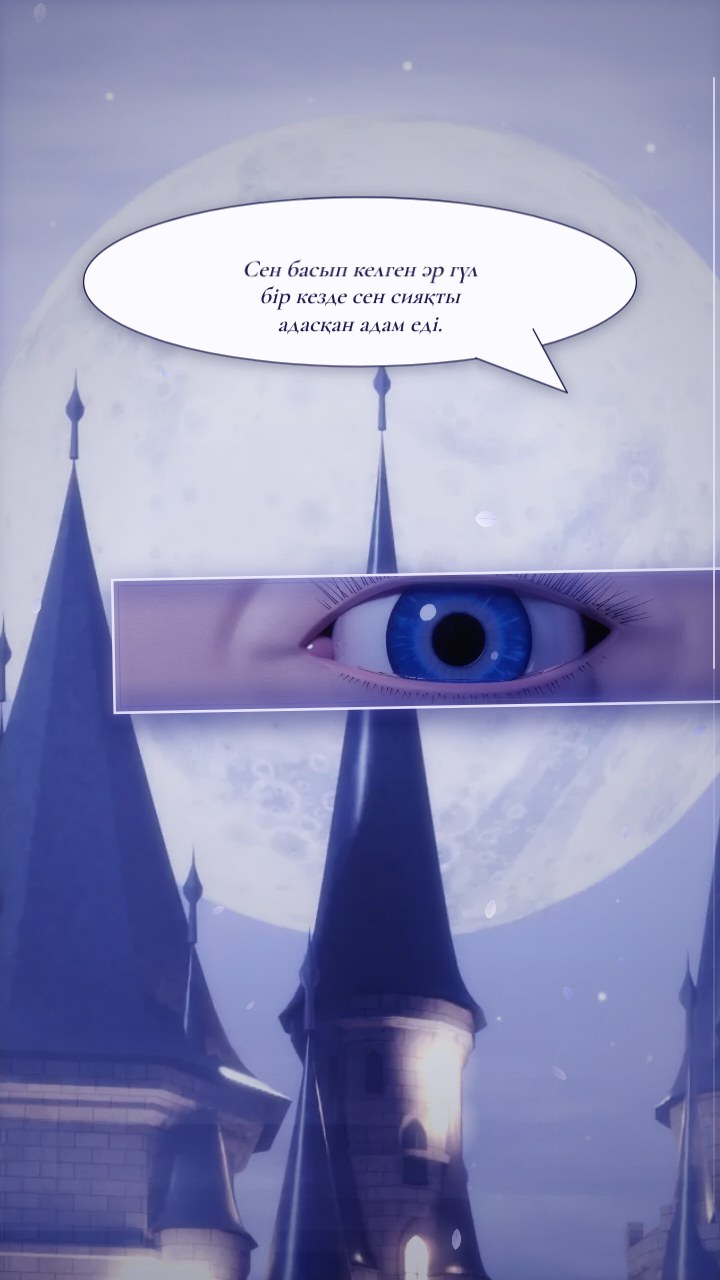 Сен басып келген әр гүл
бір кезде сен сияқты
адасқан адам еді.